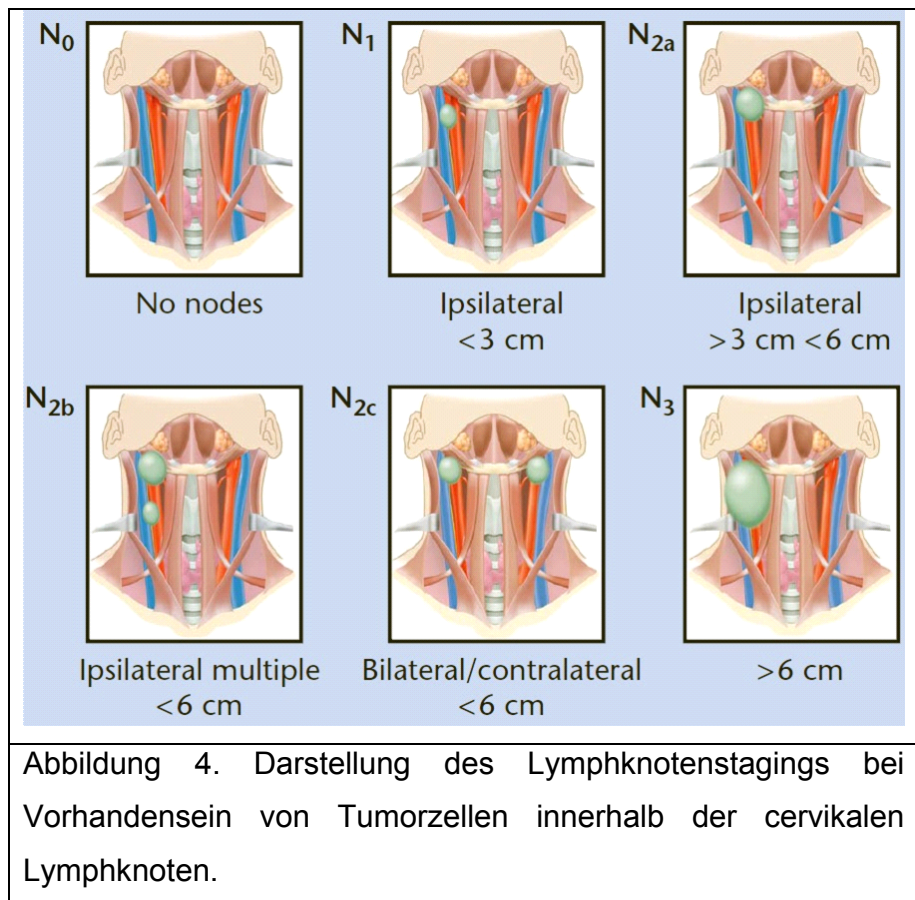 N0
No nodes
N1
Ipsilateral
<3 cm
N2a
Ipsilateral
>3 cm <6 cm
N2b
Ipsilateral multiple
<6 cm
N2c
Bilateral/contralateral
<6 cm
N3
>6 cm
Abbildung 4. Darstellung des Lymphknotenstagings bei
Vorhandensein von Tumorzellen innerhalb der cervikalen
Lymphknoten.